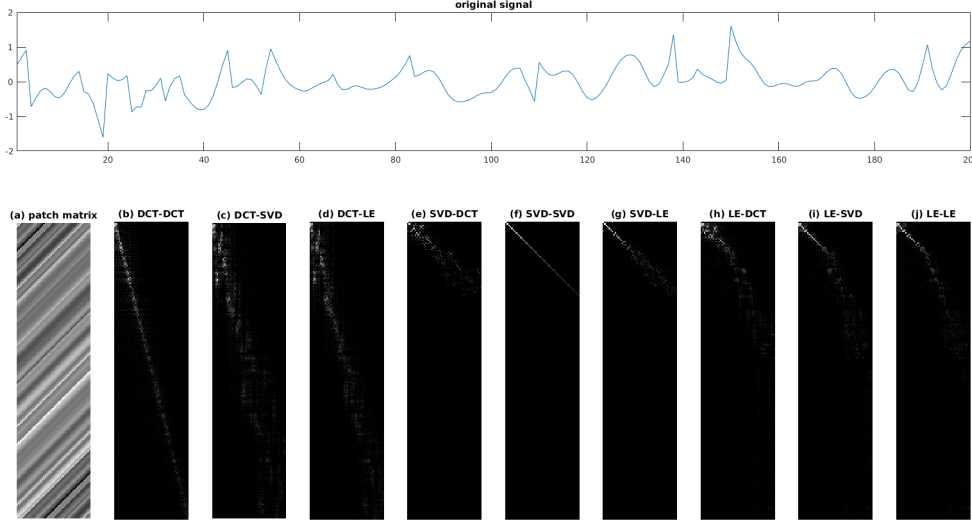 original signal
2
1
0
-1
-2
20 40 60 80 100 120 140 160 180 20
(a) patch matrix (b) DCT-DCT (c) DCT-SVD (d) DCT-LE (e) SVD-DCT (f) SVD-SVD (g) SVD-LE (h) LE-DCT (i) LE-SVD (j) LE-LE